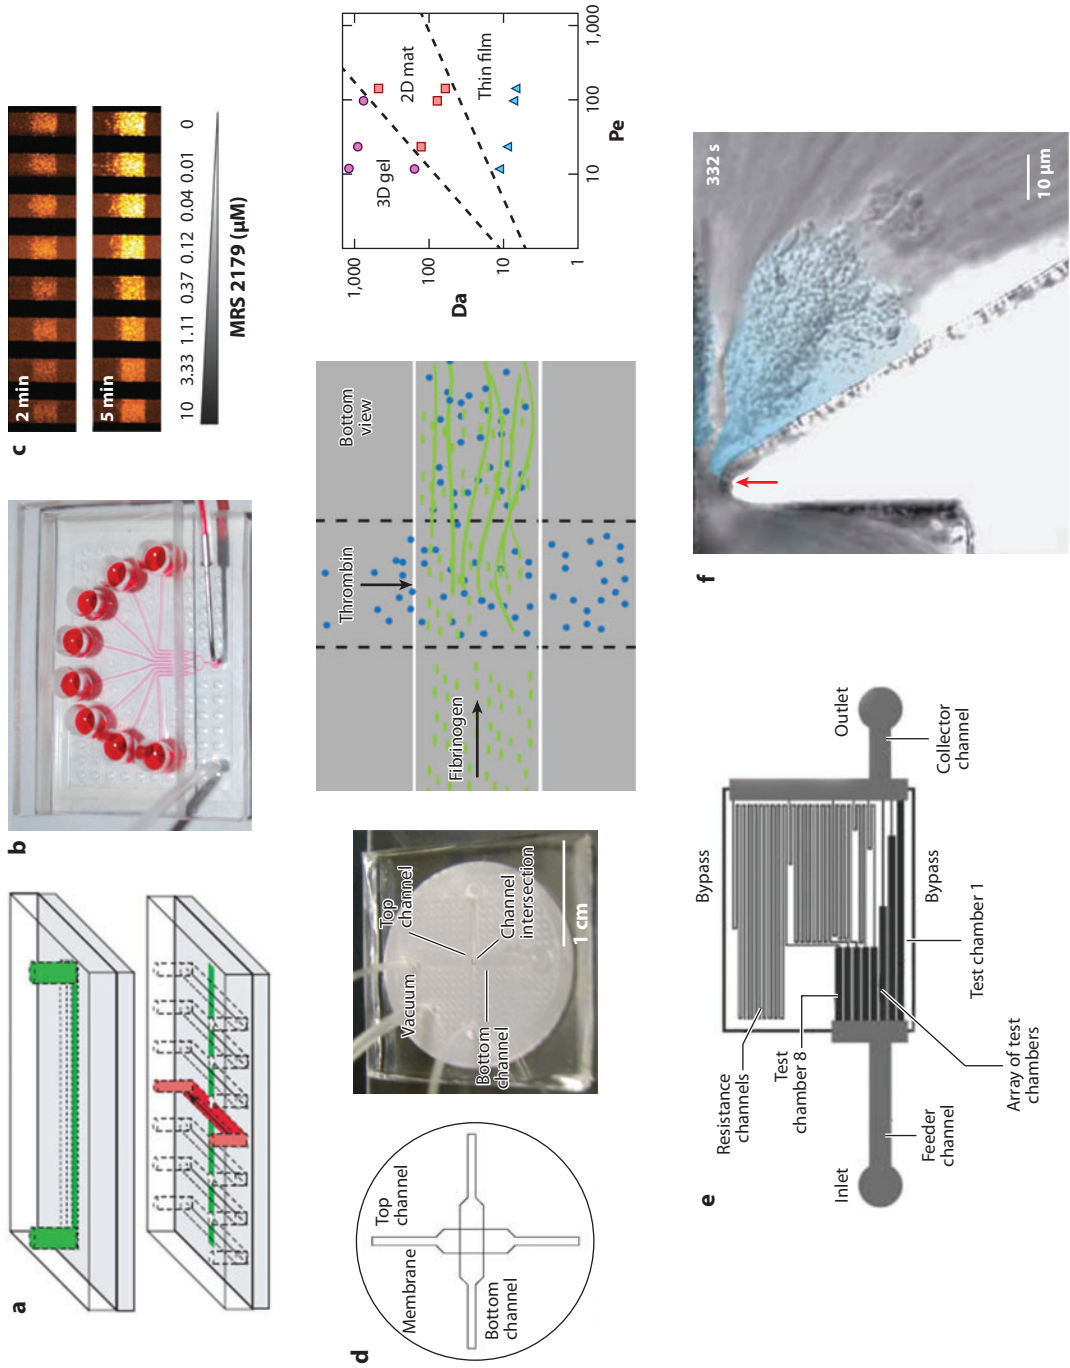 a
b
c
2 min
5 min
10 3.33 1.11 0.37 0.12 0.04 0.01 0
MRS 2179 (μM)
d
Top
channel
Membrane
Bottom
channel
Vacuum
Top
channel
Bottom
channel
Channel
intersection
1 cm
Fibrinogen
Thrombin
Bottom
view
Da
1,000
100
10
1
3D gel
2D mat
Thin film
10
100
1,000
Pe
e
Inlet
Feeder
channel
Resistance
channels
Test
chamber 8
Array of test
chambers
Test chamber 1
Bypass
Bypass
Outlet
Collector
channel
f
332 s
10 μm